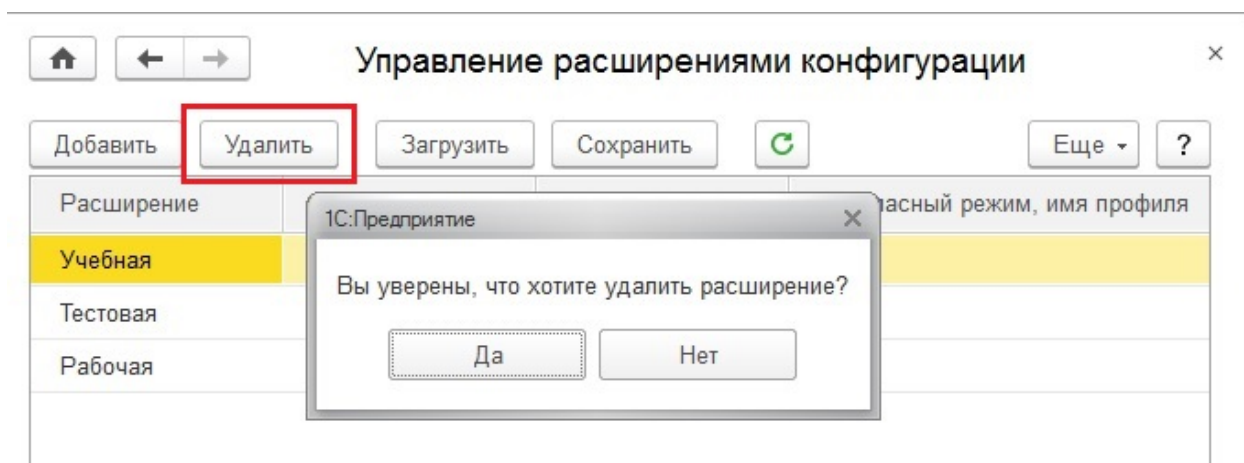 Управление расширениями конфигурации
Добавить Удалить Загрузить Сохранить Еще ?
Расширение режим, имя профиля
1С:Предприятие
Учебная
Вы уверены, что хотите удалить расширение?
Тестовая
Да Нет
Рабочая